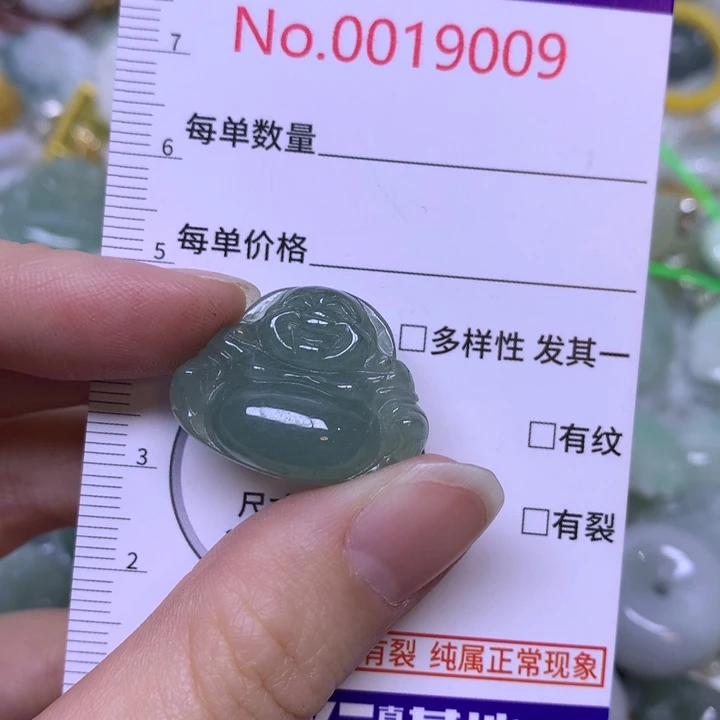 No.0019009
7
每单数量
6
每单价格
5
□多样性 发其一
□有纹
3
□有裂
2
有裂 纯属正常现象